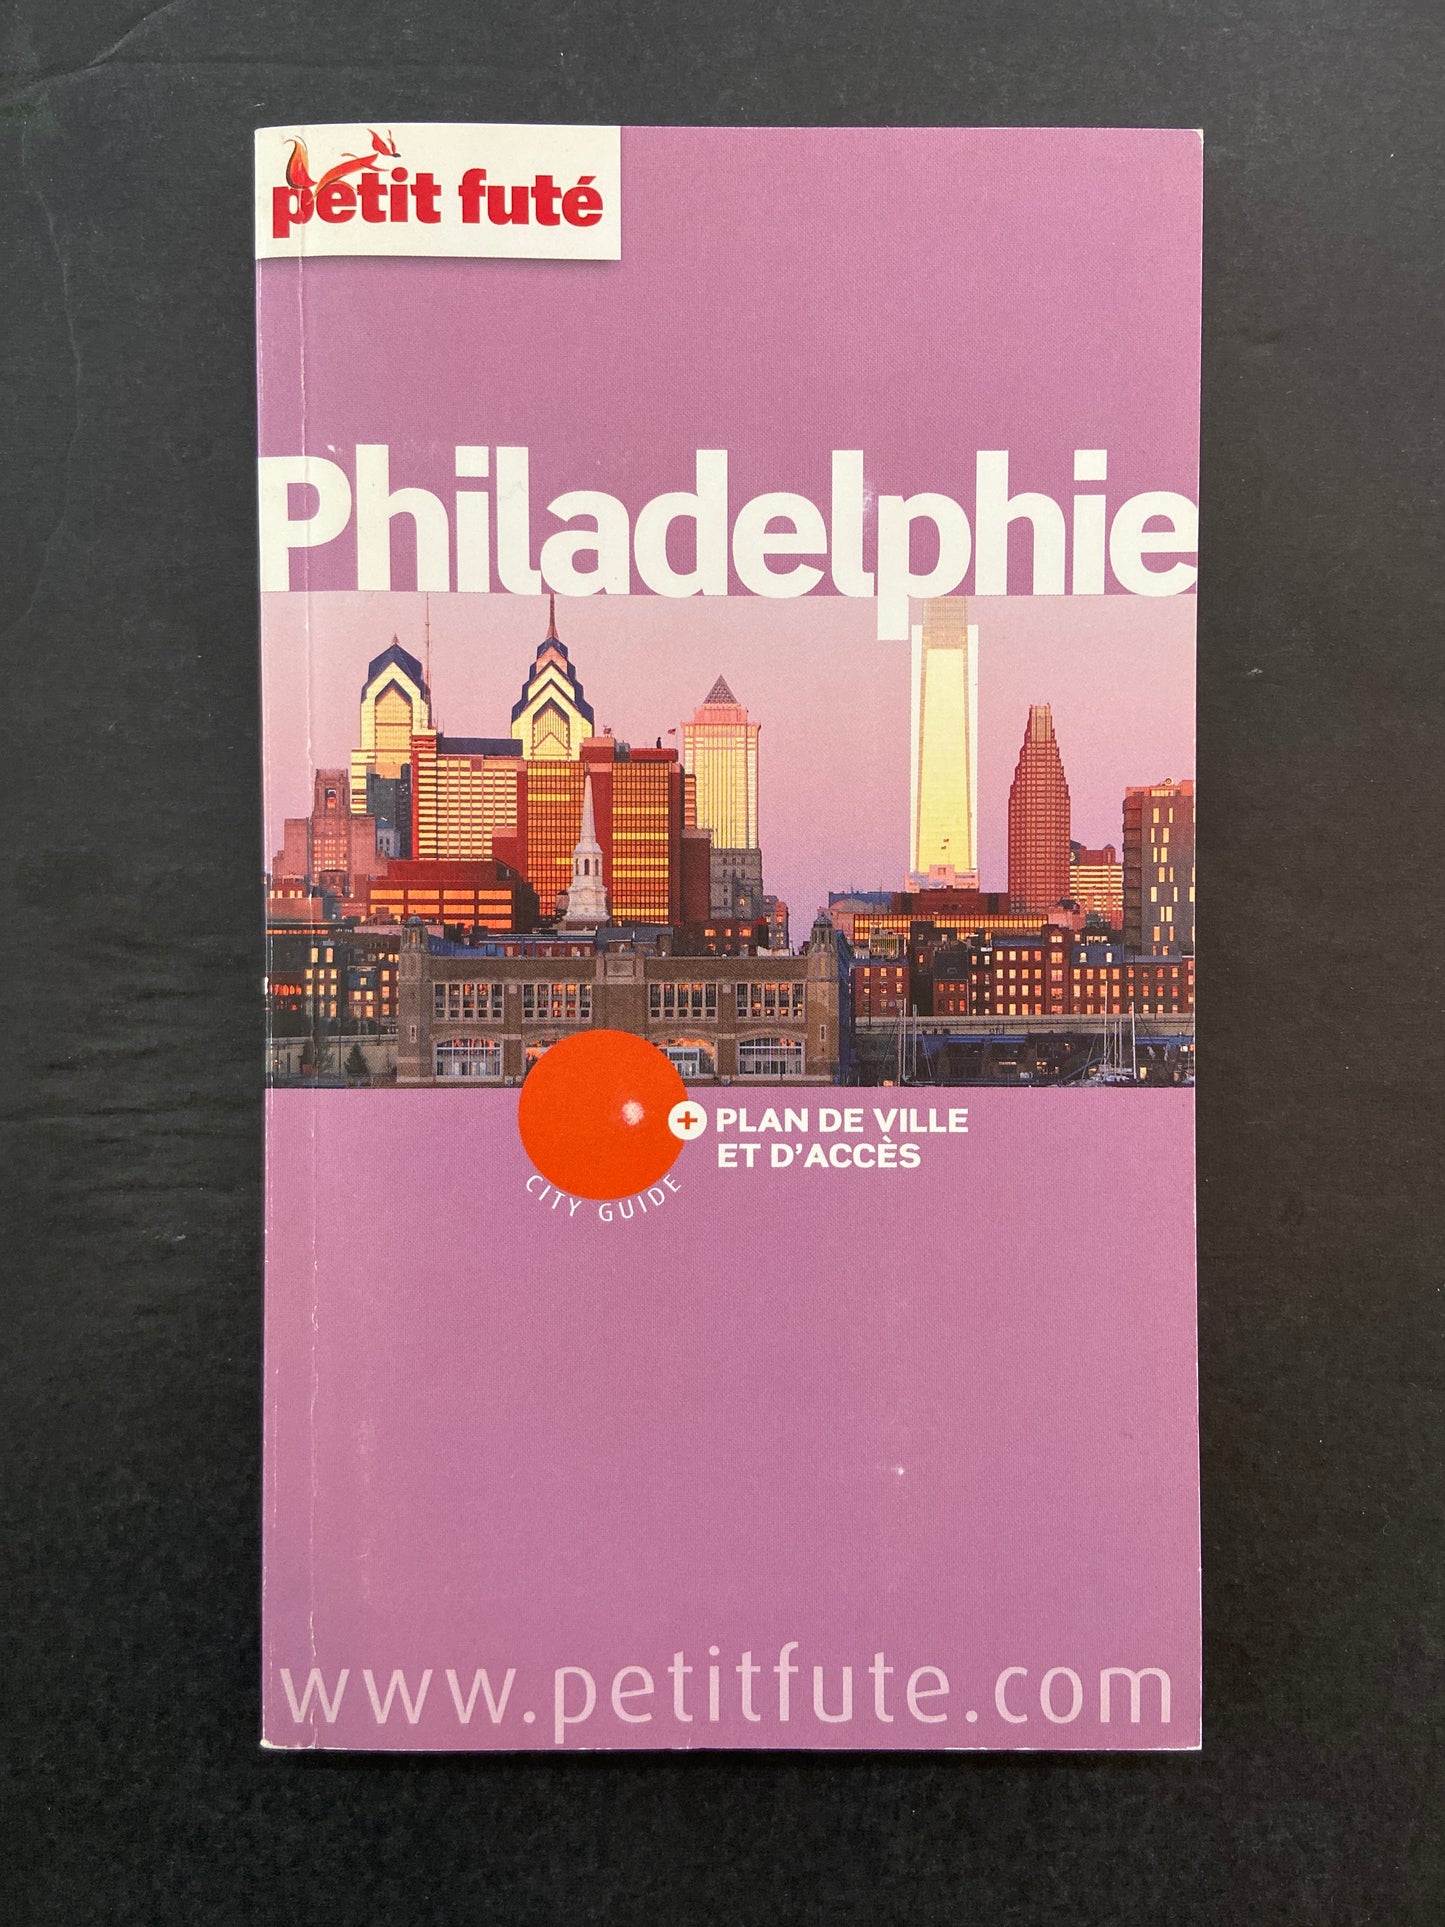 petit futé
Philadelphie
+ PLAN DE VILLE
ET D'ACCÈS
CITY GUIDE
www.petitfute.com